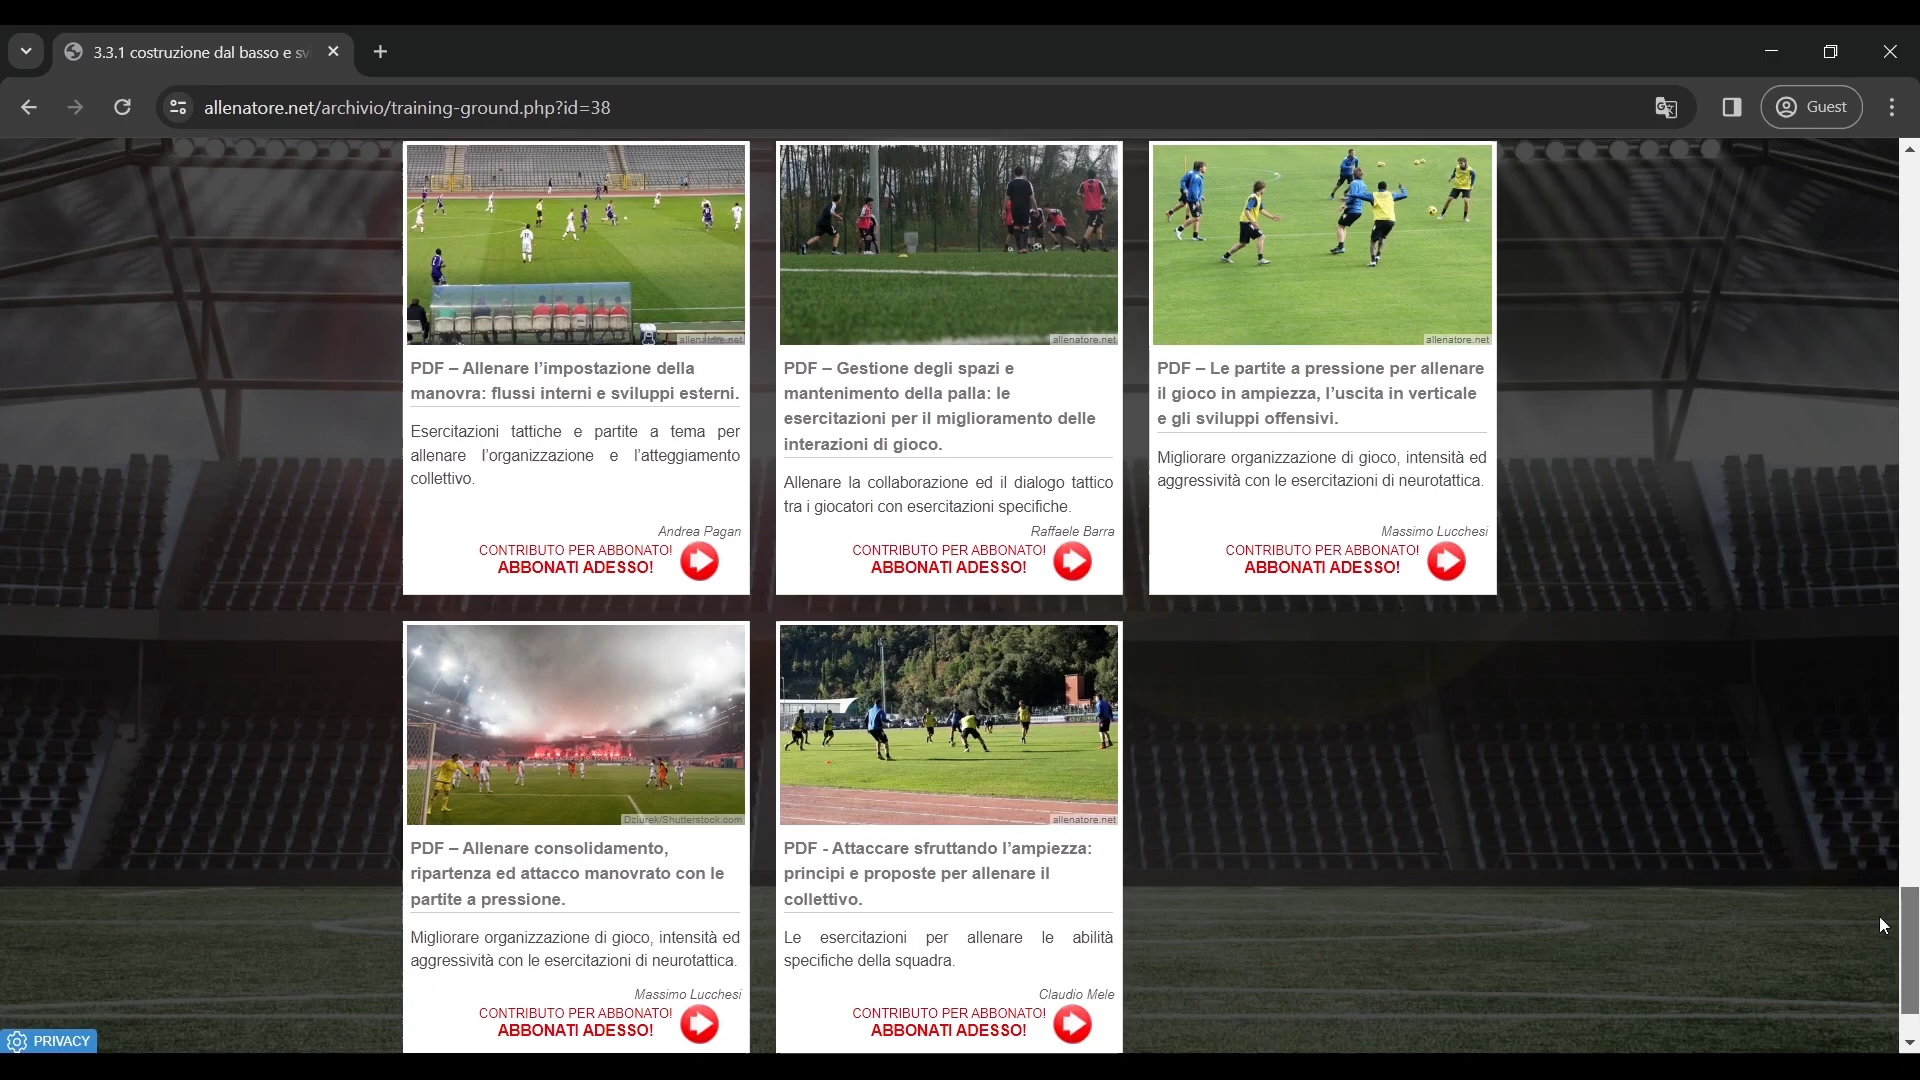 3.3.1 costruzione dal basso e sv
allenatore.net/archivio/training-ground.php?id=38
Guest
allenatore.net
allenatore.net
allenatore.net
PDF – Allenare l’impostazione della
manovra: flussi interni e sviluppi esterni.
Esercitazioni tattiche e partite a tema per
allenare l’organizzazione e l’atteggiamento
collettivo.
Andrea Pagan
CONTRIBUTO PER ABBONATO!
ABBONATI ADESSO!
PDF – Gestione degli spazi e
mantenimento della palla: le
esercitazioni per il miglioramento delle
interazioni di gioco.
Allenare la collaborazione ed il dialogo tattico
tra i giocatori con esercitazioni specifiche.
Raffaele Barra
CONTRIBUTO PER ABBONATO!
ABBONATI ADESSO!
PDF – Le partite a pressione per allenare
il gioco in ampiezza, l’uscita in verticale
e gli sviluppi offensivi.
Migliorare organizzazione di gioco, intensità ed
aggressività con le esercitazioni di neurotattica.
Massimo Lucchesi
CONTRIBUTO PER ABBONATO!
ABBONATI ADESSO!
Dziurek/Shutterstock.com
allenatore.net
PDF – Allenare consolidamento,
ripartenza ed attacco manovrato con le
partite a pressione.
Migliorare organizzazione di gioco, intensità ed
aggressività con le esercitazioni di neurotattica.
Massimo Lucchesi
CONTRIBUTO PER ABBONATO!
ABBONATI ADESSO!
PDF - Attaccare sfruttando l’ampiezza:
principi e proposte per allenare il
collettivo.
Le esercitazioni per allenare le abilità
specifiche della squadra.
Claudio Mele
CONTRIBUTO PER ABBONATO!
ABBONATI ADESSO!
PRIVACY